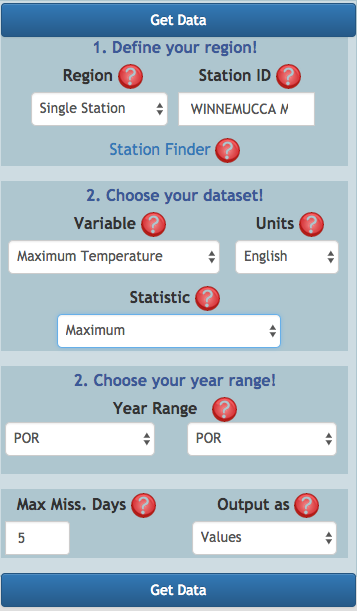 Get Data
1. Define your region!
Region ? Station ID ?
Single Station WINNEMUCCA M
Station Finder ?
2. Choose your dataset!
Variable ? Units ?
Maximum Temperature English
Statistic ?
Maximum
2. Choose your year range!
Year Range ?
POR POR
Max Miss. Days ? Output as ?
5 Values
Get Data